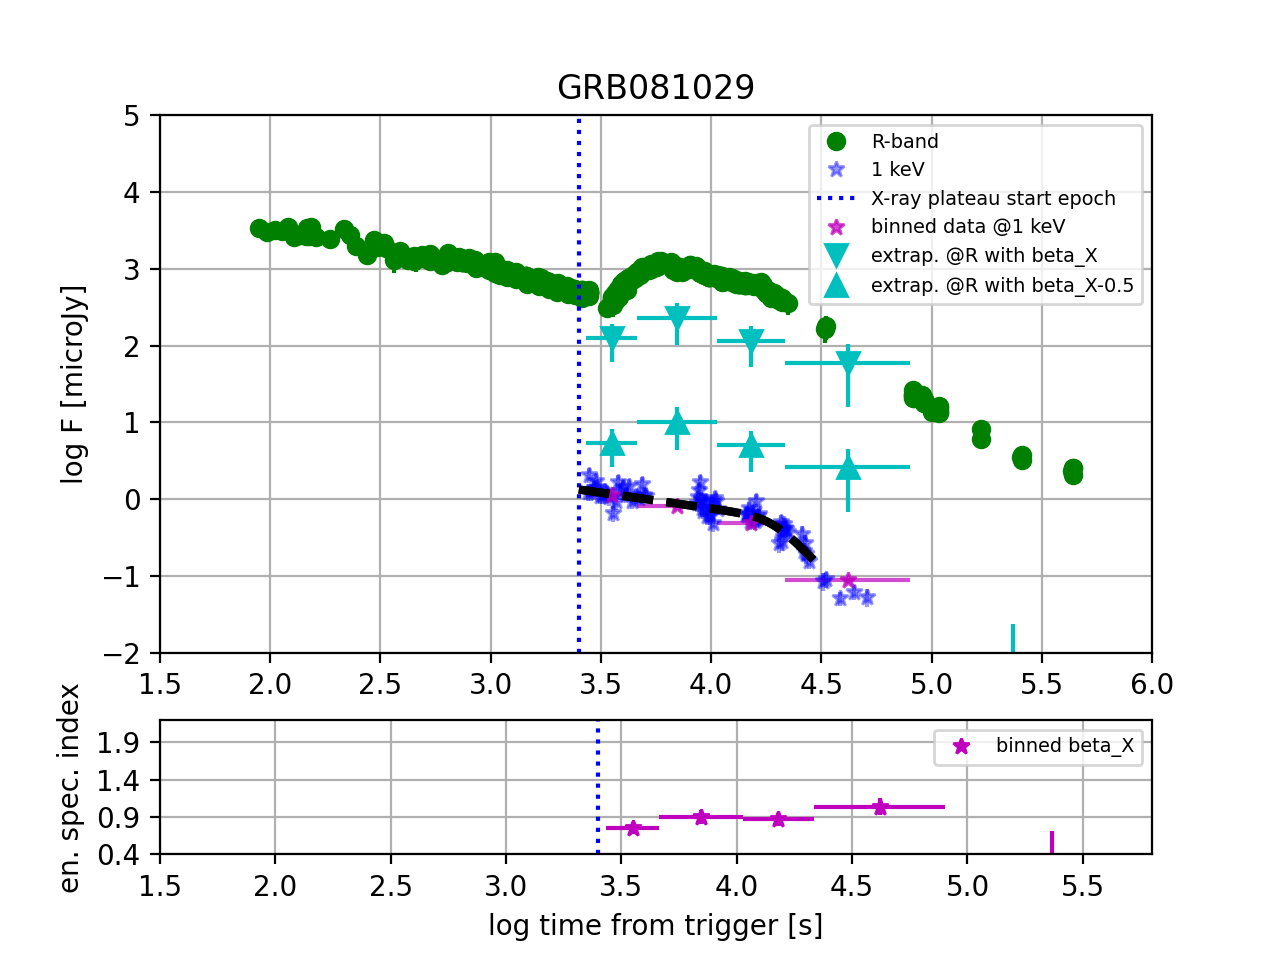 GRB081029
5
4
3
2
1
0
−1
−2
log F [microJy]
R-band
1 keV
X-ray plateau start epoch
binned data @1 keV
extrap. @R with beta_X
extrap. @R with beta_X-0.5
1.5 2.0 2.5 3.0 3.5 4.0 4.5 5.0 5.5 6.0
1.9
1.4
0.9
0.4
en. spec. index
binned beta_X
1.5 2.0 2.5 3.0 3.5 4.0 4.5 5.0 5.5
log time from trigger [s]